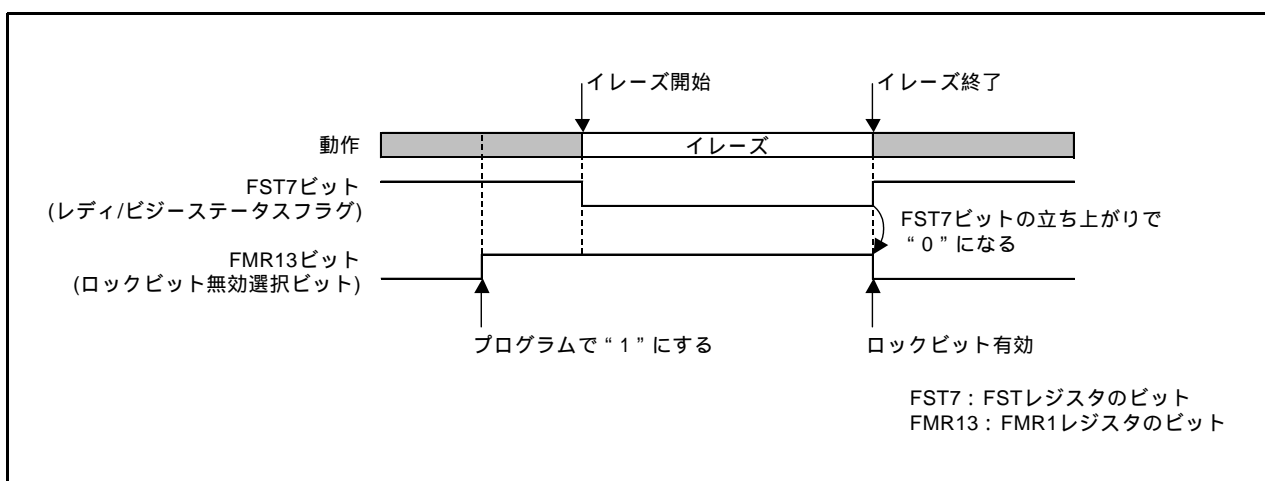 イレーズ開始
イレーズ終了
動作
イレーズ
FST7ビット
(レディ/ビジーステータスフラグ)
FST7ビットの立ち上がりで
“0”になる
FMR13ビット
(ロックビット無効選択ビット)
プログラムで“1”にする
ロックビット有効
FST7:FSTレジスタのビット
FMR13:FMR1レジスタのビット